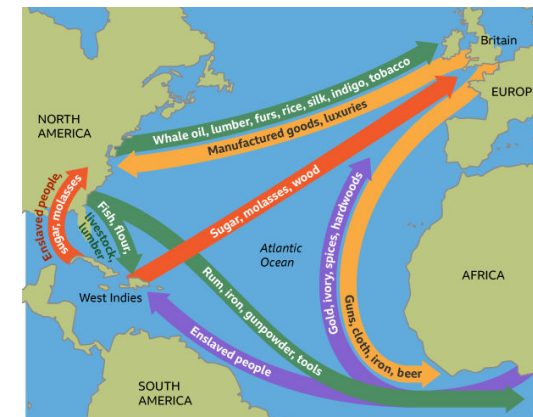 Britain
EUROP
NORTH
AMERICA
Whale oil, lumber, furs, rice, silk, indigo, tobacco
Manufactured goods, luxuries
Enslaved people,
sugar, molasses
Fish, flour,
livestock,
lumber
Sugar, molasses, wood
Atlantic
Ocean
Gold, ivory, spices, hardwoods
AFRICA
West Indies
Rum, iron, gunpowder, tools
Guns, cloth, iron, beer
Enslaved people
SOUTH
AMERICA